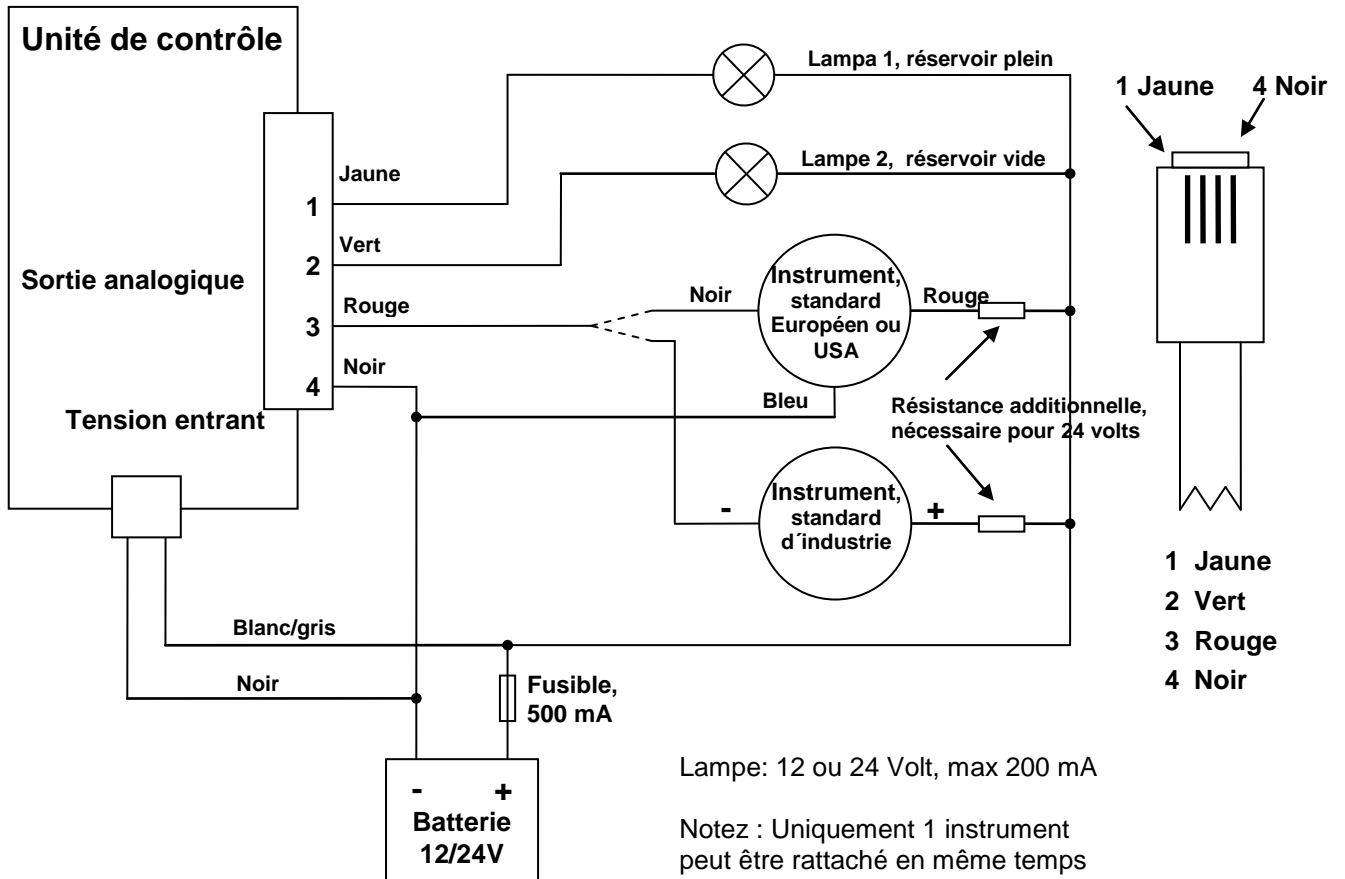 Unité de contrôle
Lampa 1, réservoir plein
1 Jaune 4 Noir
Lampe 2, réservoir vide
Jaune
1
Vert
2
Sortie analogique
Rouge
3
Noir
4
Tension entrant
Noir
Instrument,
standard
Européen ou
USA
Rouge
Bleu
Résistance additionnelle,
nécessaire pour 24 volts
-
Instrument,
standard
d´industrie
+
1 Jaune
2 Vert
3 Rouge
4 Noir
Blanc/gris
Noir
Fusible,
500 mA
- +
Batterie
12/24V
Lampe: 12 ou 24 Volt, max 200 mA
Notez : Uniquement 1 instrument
peut être rattaché en même temps